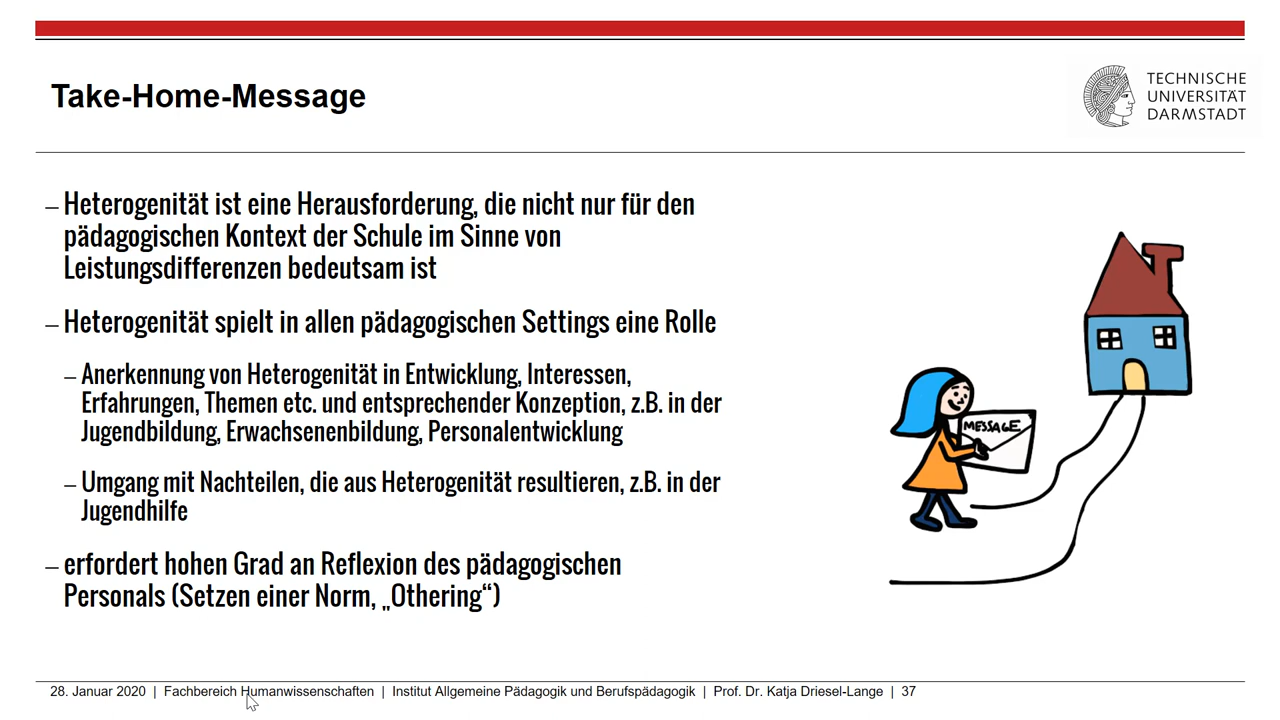 Take-Home-Message
TECHNISCHE
UNIVERSITÄT
DARMSTADT
– Heterogenität ist eine Herausforderung, die nicht nur für den
pädagogischen Kontext der Schule im Sinne von
Leistungsdifferenzen bedeutsam ist
– Heterogenität spielt in allen pädagogischen Settings eine Rolle
– Anerkennung von Heterogenität in Entwicklung, Interessen,
Erfahrungen, Themen etc. und entsprechender Konzeption, z.B. in der
Jugendbildung, Erwachsenenbildung, Personalentwicklung
– Umgang mit Nachteilen, die aus Heterogenität resultieren, z.B. in der
Jugendhilfe
– erfordert hohen Grad an Reflexion des pädagogischen
Personals (Setzen einer Norm, „Othering“)
MESSAGE
28. Januar 2020 | Fachbereich Humanwissenschaften | Institut Allgemeine Pädagogik und Berufspädagogik | Prof. Dr. Katja Driesel-Lange | 37